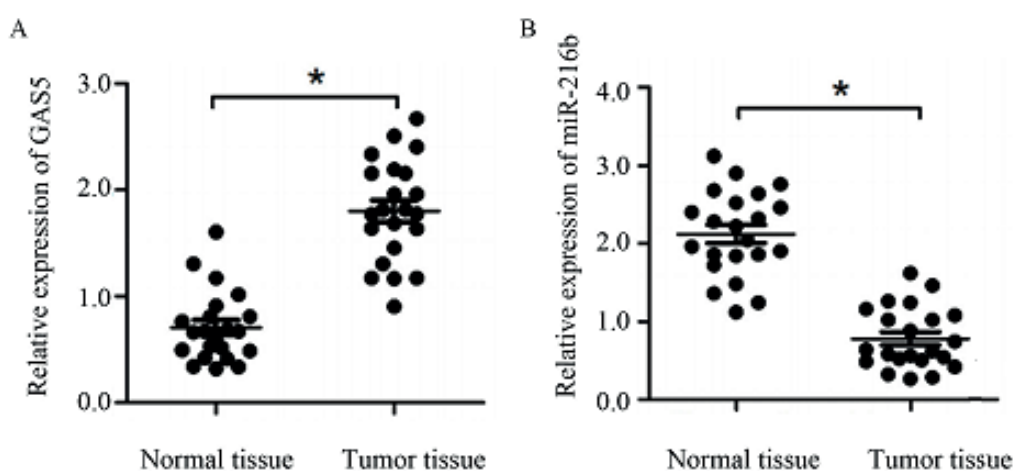 A
Relative expression of GAS5
3.0
2.0
1.0
0.0
*
Normal tissue
Tumor tissue
B
Relative expression of miR-216b
4.0
3.0
2.0
1.0
0.0
*
Normal tissue
Tumor tissue